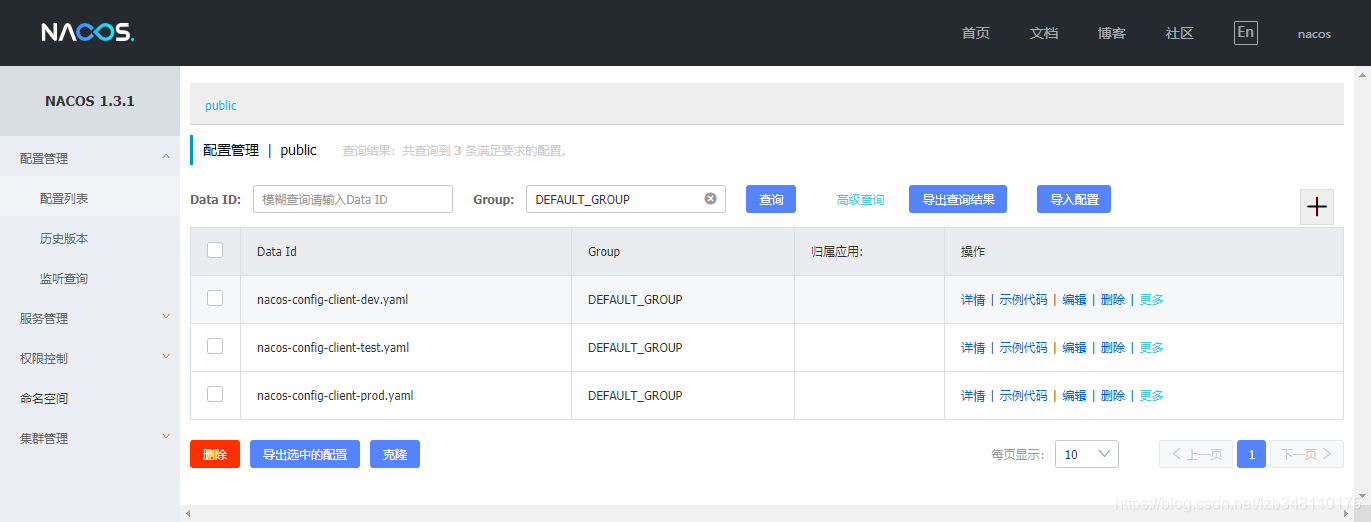 NACOS. 首页 文档 博客 社区 En nacos
NACOS 1.3.1
配置管理
配置列表
历史版本
监听查询
服务管理
权限控制
命名空间
集群管理
public
配置管理 | public 查询结果：共查询到 3 条满足要求的配置。
Data ID: 模糊查询请输入Data ID Group: DEFAULT_GROUP 查询 高级查询 导出查询结果 导入配置
Data Id Group 归属应用: 操作
nacos-config-client-dev.yaml DEFAULT_GROUP 详情 | 示例代码 | 编辑 | 删除 | 更多
nacos-config-client-test.yaml DEFAULT_GROUP 详情 | 示例代码 | 编辑 | 删除 | 更多
nacos-config-client-prod.yaml DEFAULT_GROUP 详情 | 示例代码 | 编辑 | 删除 | 更多
删除 导出选中的配置 克隆 每页显示: 10 上一页 1 下一页